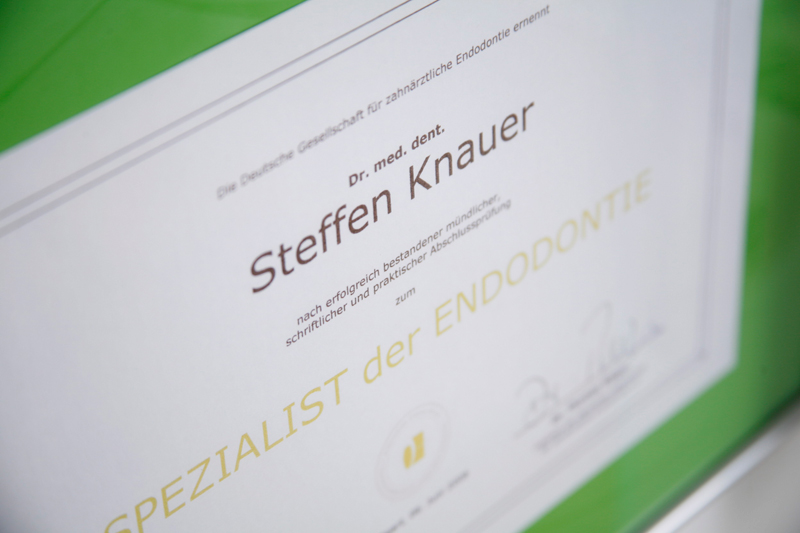 Die Deutsche Gesellschaft für zahnärztliche Endodontie ernennt
Dr. med. dent.
Steffen Knauer
nach erfolgreich bestandener mündlicher,
schriftlicher und praktischer Abschlussprüfung
zum
SPEZIALIST der ENDODONTIE